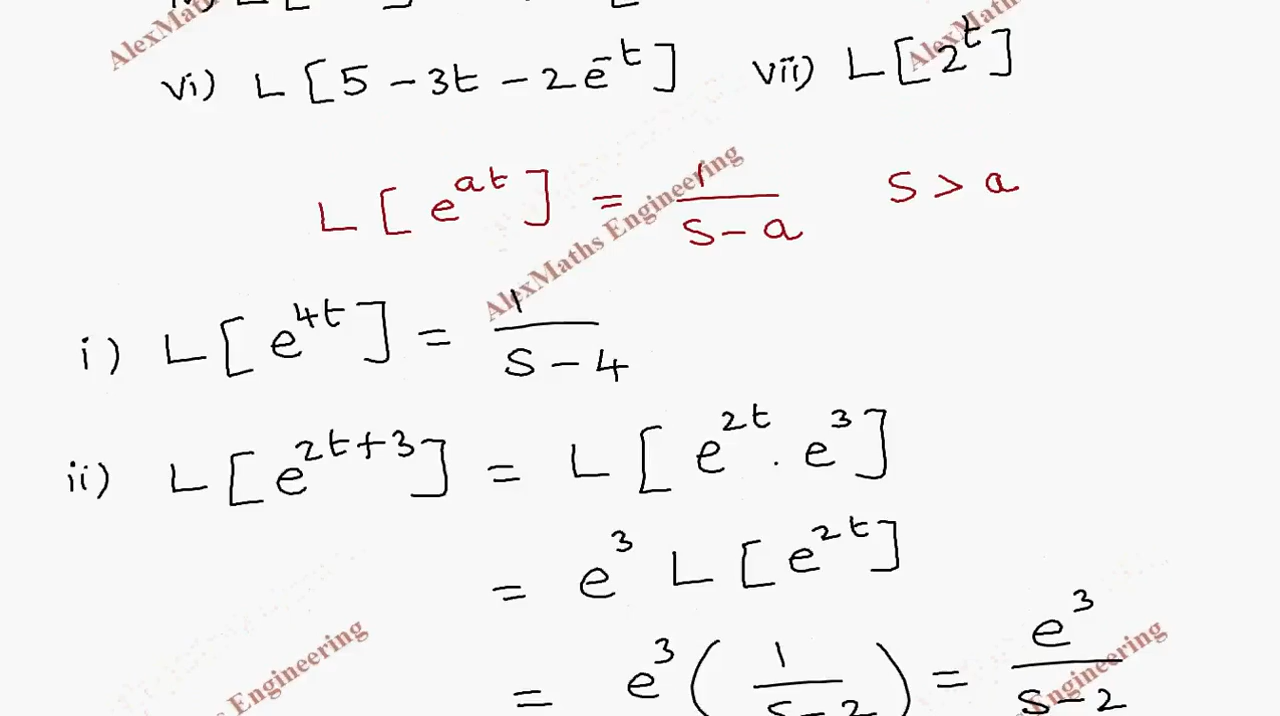 AlexMaths
AlexMaths
vi) L[5 - 3t - 2e^-t] vii) L[2^t]
L[e^at] = 1/(s-a) s > a
AlexMaths Engineering
i) L[e^4t] = 1/(s-4)
ii) L[e^(2t+3)] = L[e^2t . e^3]
= e^3 L[e^2t]
= e^3 (1/(s-2)) = e^3/(s-2)
Engineering
Engineering